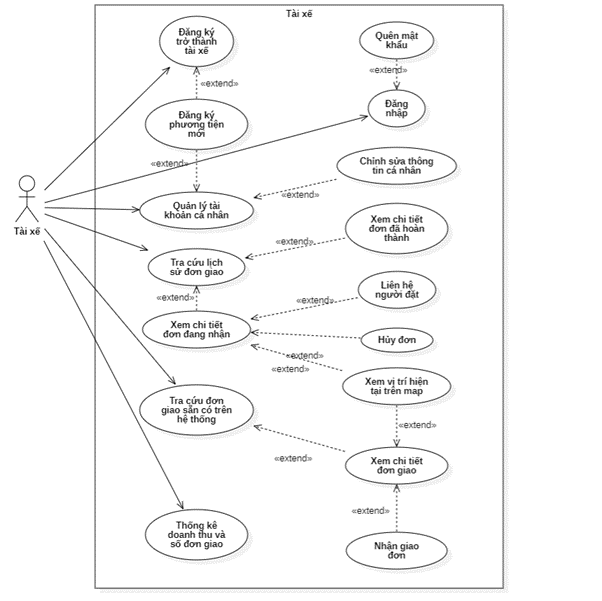 Tài xế
Đăng ký
trở thành
tài xế
Quên mật
khẩu
«extend»
«extend»
Đăng ký
phương tiện
mới
Đăng
nhập
«extend»
Chỉnh sửa thông
tin cá nhân
«extend»
Tài xế
Quản lý tài
khoản cá nhân
Xem chi tiết
đơn đã hoàn
thành
«extend»
Tra cứu lịch
sử đơn giao
Liên hệ
người đặt
«extend»
«extend»
Xem chi tiết
đơn đang nhận
Hủy đơn
«extend»
«extend»
Xem vị trí hiện
tại trên map
Tra cứu đơn
giao sẵn có trên
hệ thống
«extend»
«extend»
Xem chi tiết
đơn giao
«extend»
Thống kê
doanh thu và
số đơn giao
Nhận giao
đơn